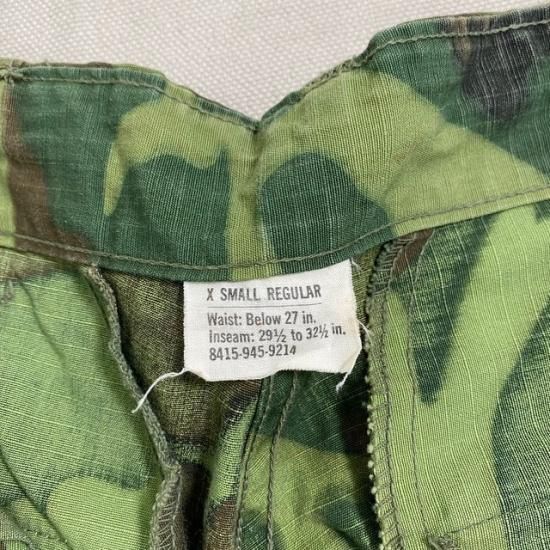 X SMALL REGULAR
Waist: Below 27 in.
Inseam: 29½ to 32½ in.
8415-945-9214